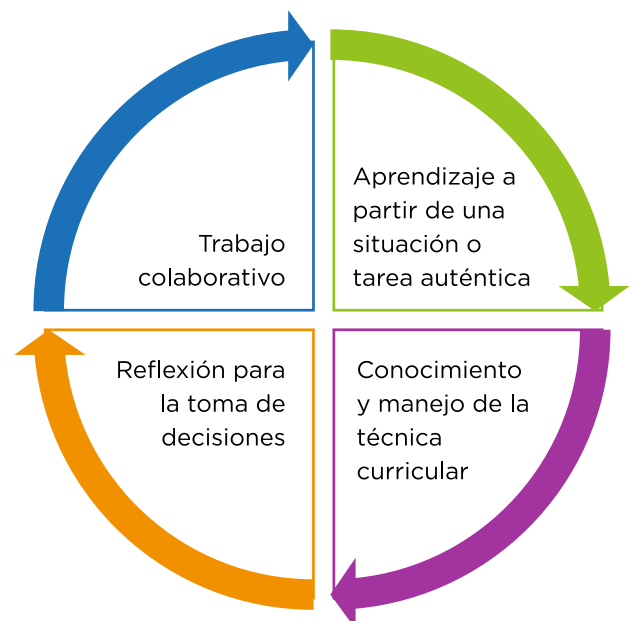 Trabajo
colaborativo
Aprendizaje a
partir de una
situación o
tarea auténtica
Reflexión para
la toma de
decisiones
Conocimiento
y manejo de la
técnica
curricular